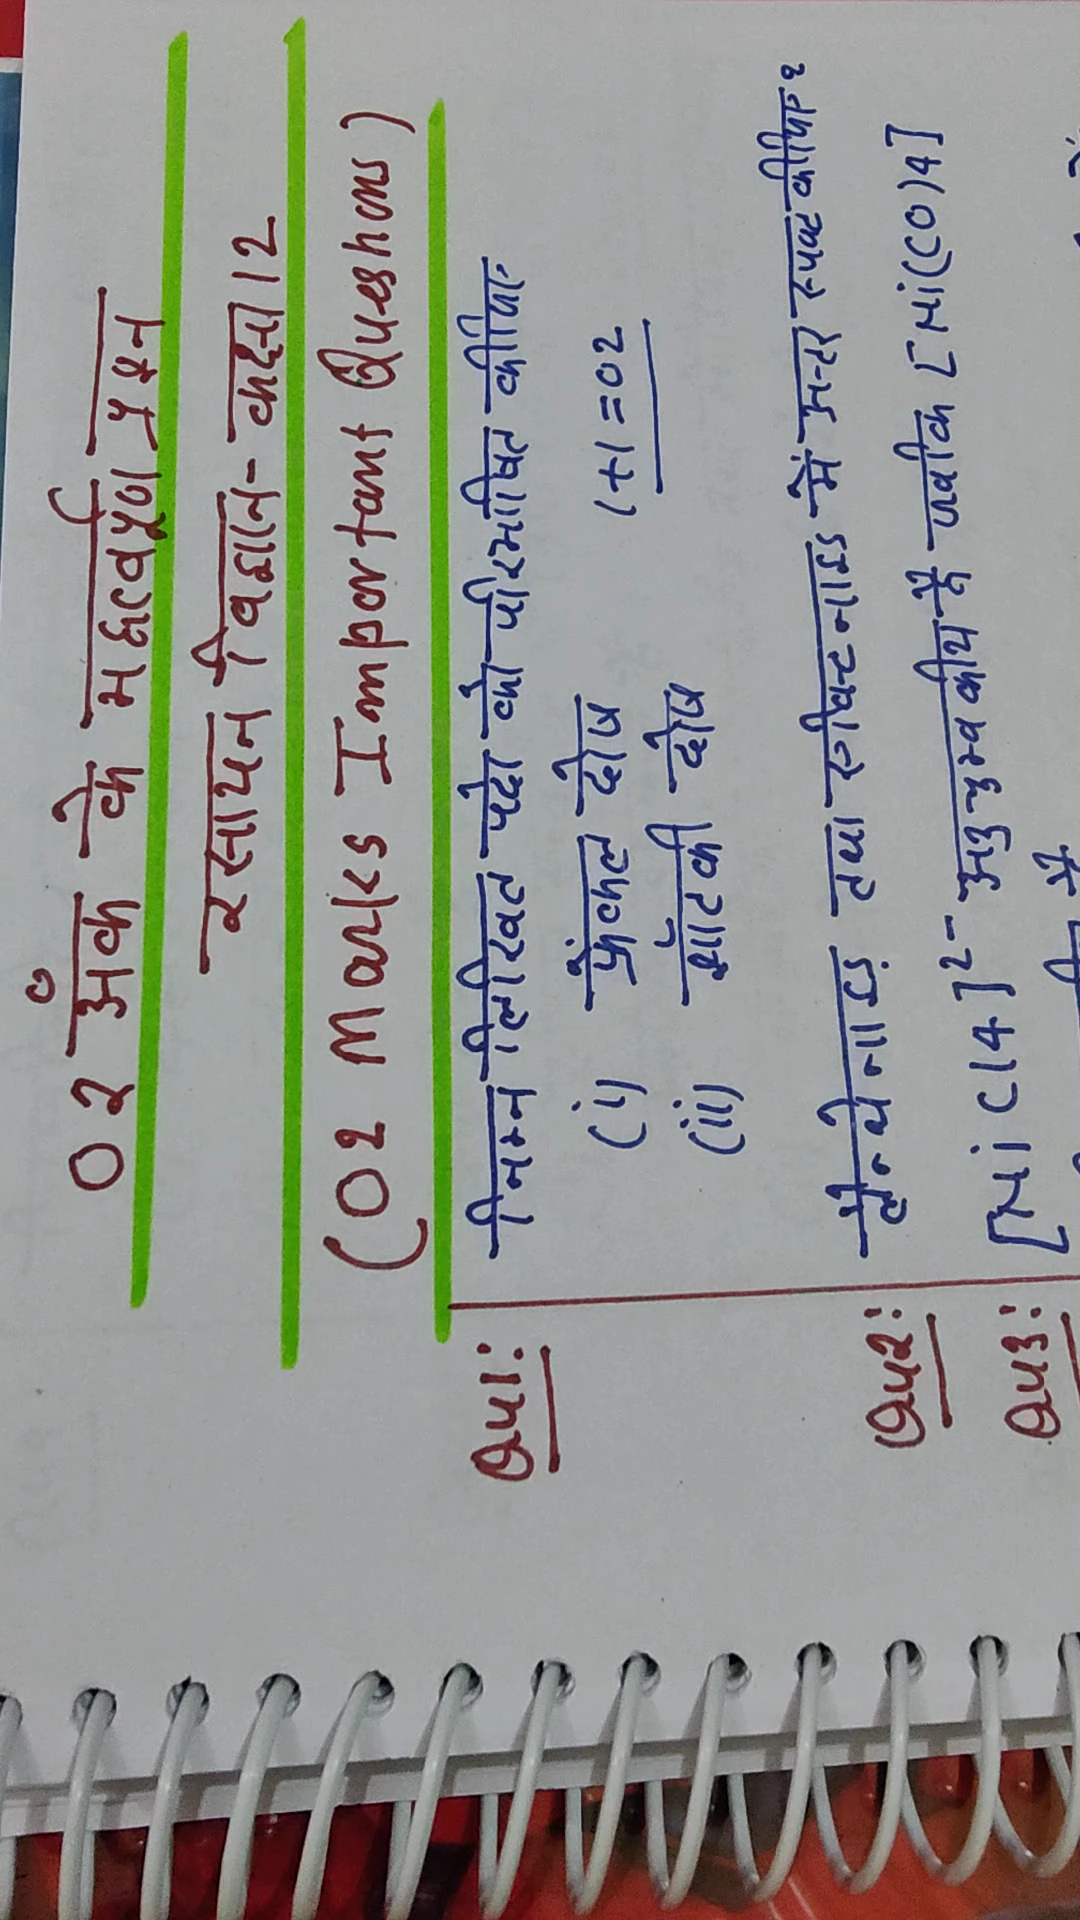 02 अंक के महत्वपूर्ण प्रश्न
रसायन विज्ञान - कक्षा 12
(02 Marks Important Questions)
Qu1: निम्न लिखित पदो को परिभाषित कीजिए
(i) फ्रेंकल दोष 1+1=02
(ii) शॉटकी दोष
Qu2: लैन्थेनाइड तथा एक्टिनाइड में अन्तर स्पष्ट कीजिए?
Qu3: [NiCl4]2- अनुचुम्बकीय है जबकि [Ni(CO)4]
है